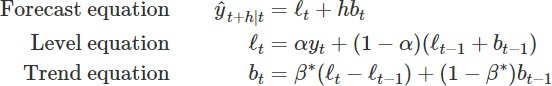 Forecast equation ŷ_{t+h|t} = ℓ_t + hb_t
Level equation ℓ_t = αy_t + (1 − α)(ℓ_{t−1} + b_{t−1})
Trend equation b_t = β*(ℓ_t − ℓ_{t−1}) + (1 − β*)b_{t−1}